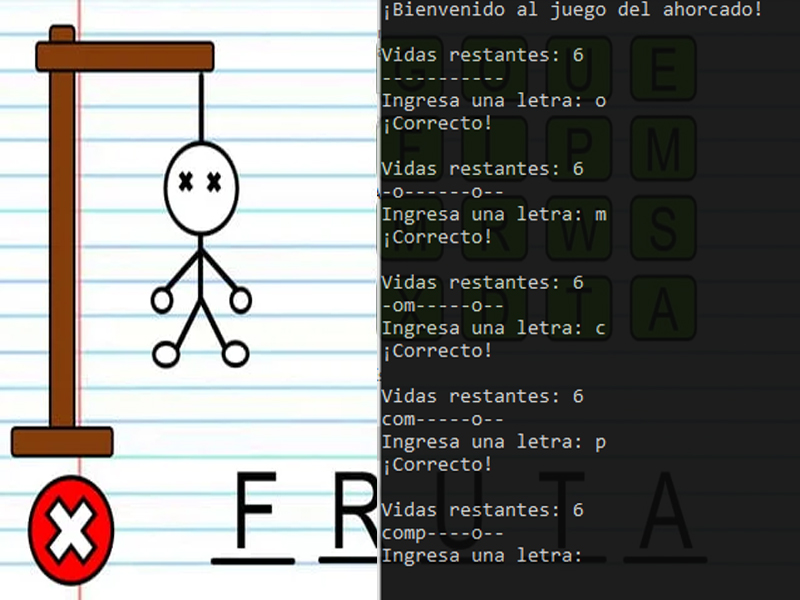 ¡Bienvenido al juego del ahorcado!
Vidas restantes: 6
-----------
Ingresa una letra: o
¡Correcto!
Vidas restantes: 6
-o------o--
Ingresa una letra: m
¡Correcto!
Vidas restantes: 6
-om-----o--
Ingresa una letra: c
¡Correcto!
Vidas restantes: 6
com-----o--
Ingresa una letra: p
¡Correcto!
Vidas restantes: 6
comp----o--
Ingresa una letra:
U E
P M
R W S
T A
F R U T A